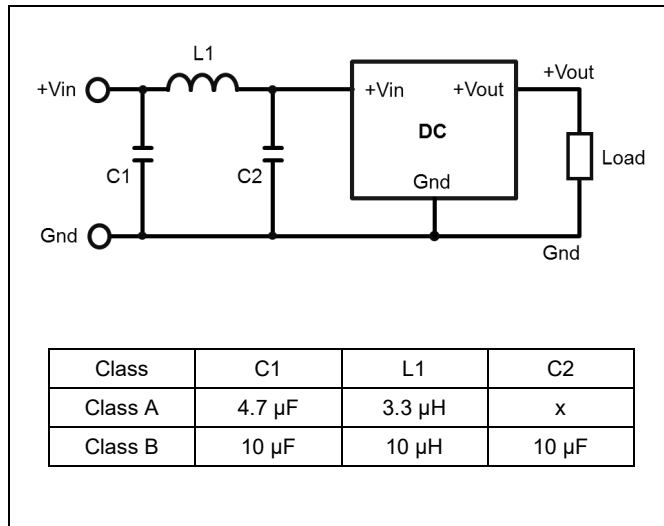 L1
+Vin
+Vin +Vout
+Vout
DC
C1
C2
Load
Gnd
Gnd
Gnd
Class C1 L1 C2
Class A 4.7 µF 3.3 µH x
Class B 10 µF 10 µH 10 µF